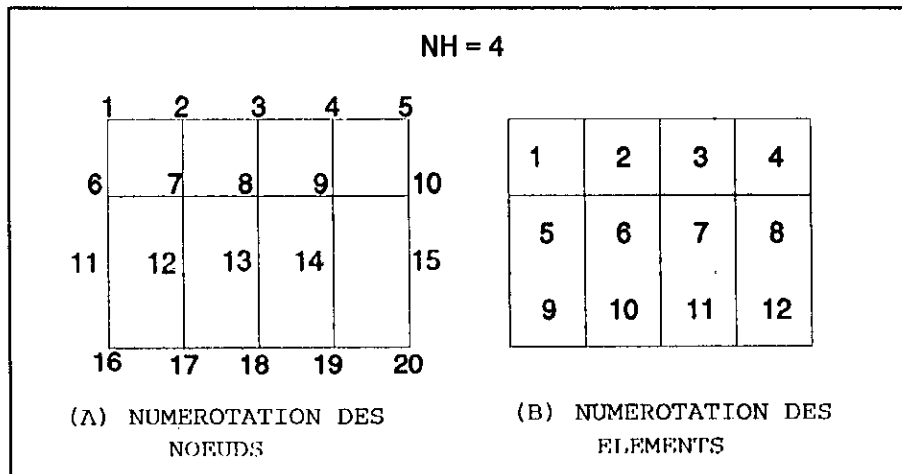 NH = 4
1 2 3 4 5
6 7 8 9 10
11 12 13 14 15
16 17 18 19 20
1 2 3 4
5 6 7 8
9 10 11 12
(A) NUMEROTATION DES
NOEUDS
(B) NUMEROTATION DES
ELEMENTS